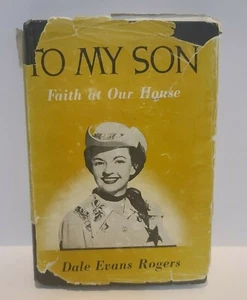 TO MY SON
Faith at Our House
Dale Evans Rogers